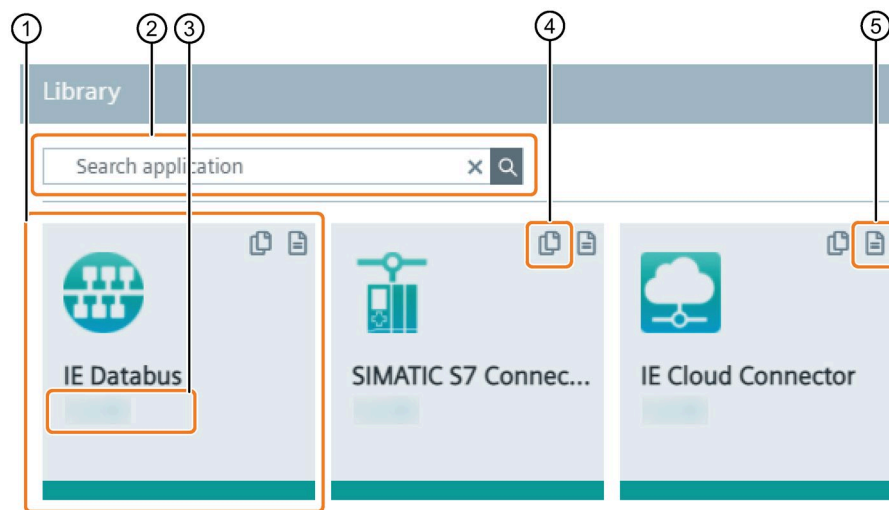 1 2 3 4 5
Library
Search application
IE Databus
SIMATIC S7 Connec...
IE Cloud Connector